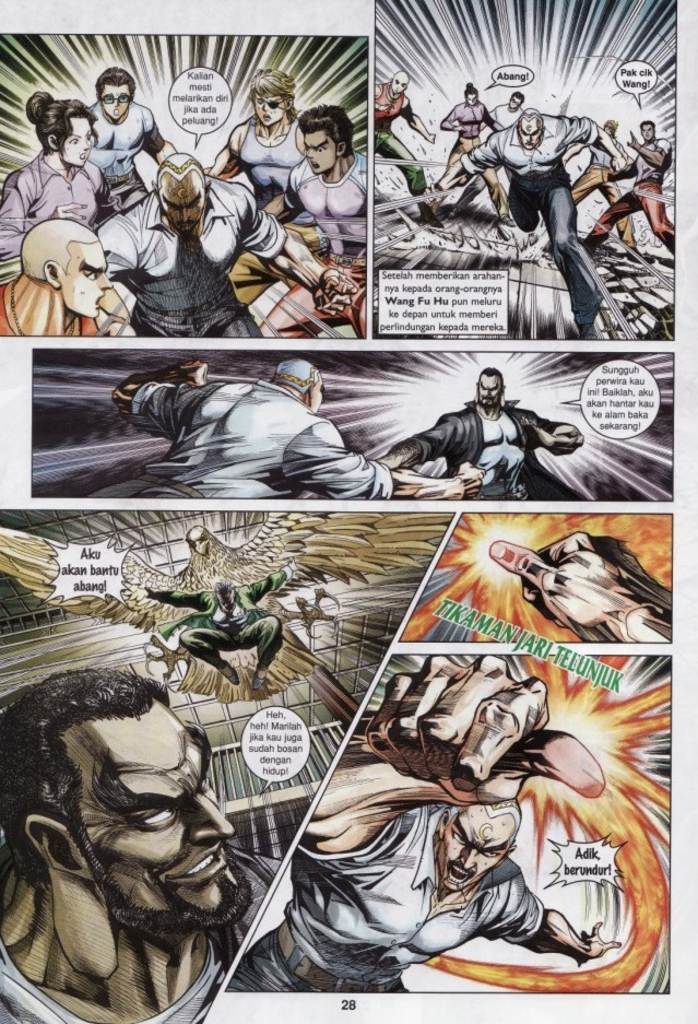 Kalian
mesti
melarikan diri
jika ada
peluang!
Abang!
Pak cik
Wang!
Setelah memberikan arahan-
nya kepada orang-orangnya
Wang Fu Hu pun meluru
ke depan untuk memberi
perlindungan kepada mereka.
Sungguh
perwira kau
ini! Baiklah, aku
akan hantar kau
ke alam baka
sekarang!
Aku
akan bantu
abang!
TIKAMAN JARI TELUNJUK
Heh,
heh! Marilah
jika kau juga
sudah bosan
dengan
hidup!
Adik,
berundur!
28